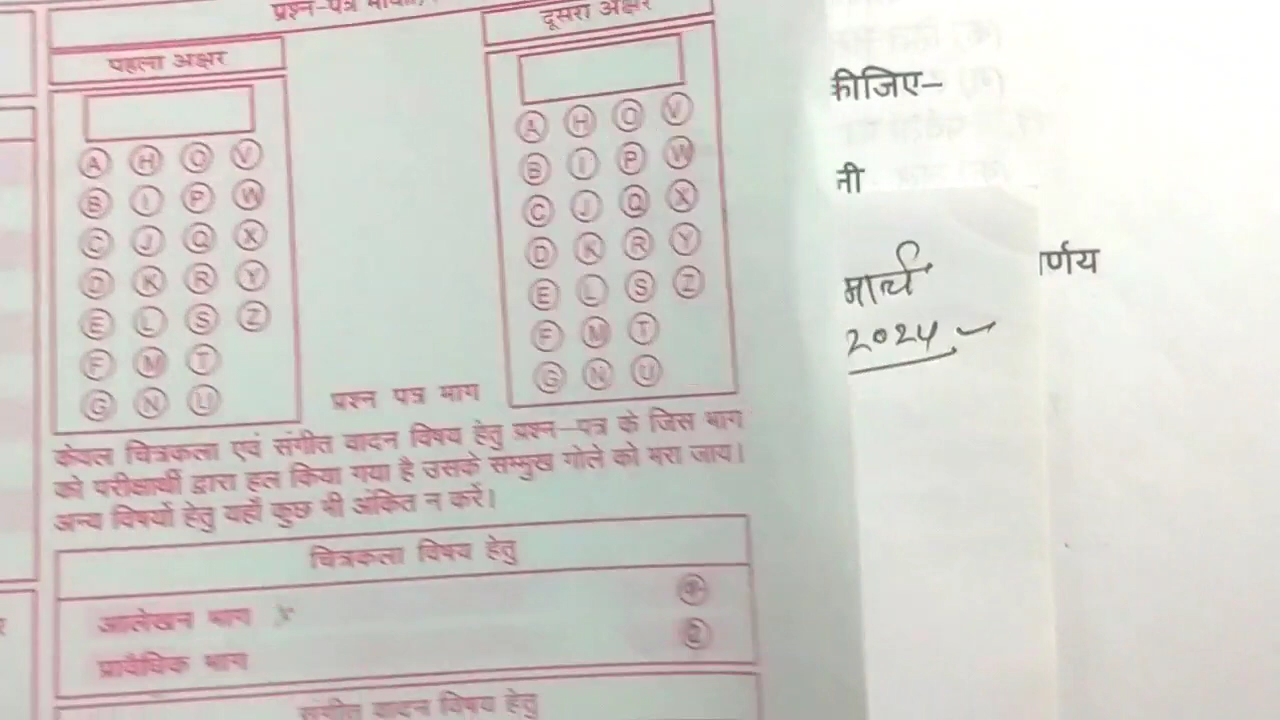 प्रश्न-पत्र
पहला अक्षर
A H O V
B I P W
C J Q X
D K R Y
E L S Z
F M T
G N U
दूसरा अक्षर
A H O V
B I P W
C J Q X
D K R Y
E L S Z
F M T
G N U
प्रश्न पत्र भाग
केवल चित्रकला एवं संगीत वादन विषय हेतु प्रश्न-पत्र के जिस भाग
को परीक्षार्थी द्वारा हल किया गया है उसके सम्मुख गोले को भरा जाय।
अन्य विषयों हेतु यहाँ कुछ भी अंकित न करें।
चित्रकला विषय हेतु
आलेखन भाग
प्राविधिक भाग
संगीत वादन विषय हेतु
कीजिए–
नी
र्णय
मार्च
२०२५